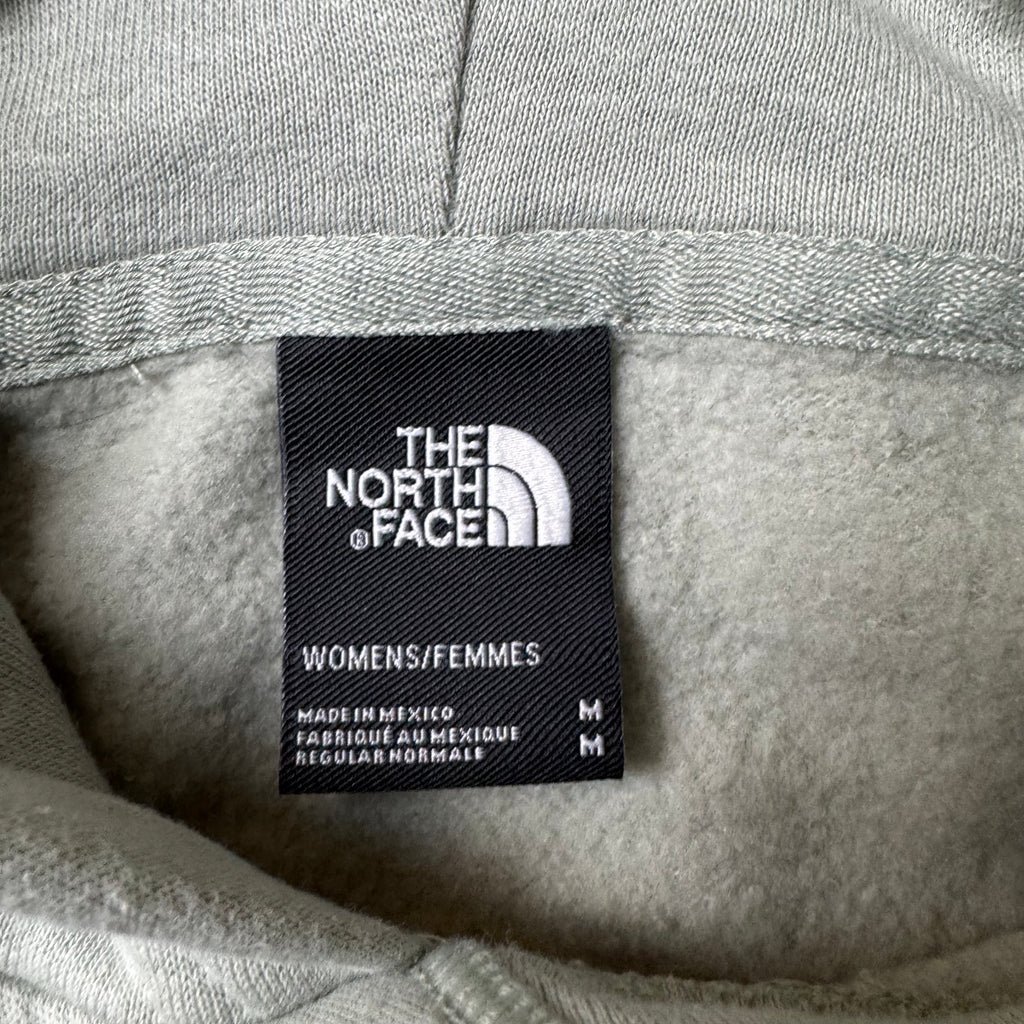 THE
NORTH
®FACE
WOMENS/FEMMES
MADE IN MEXICO M
FABRIQUÉ AU MEXIQUE M
REGULAR NORMALE